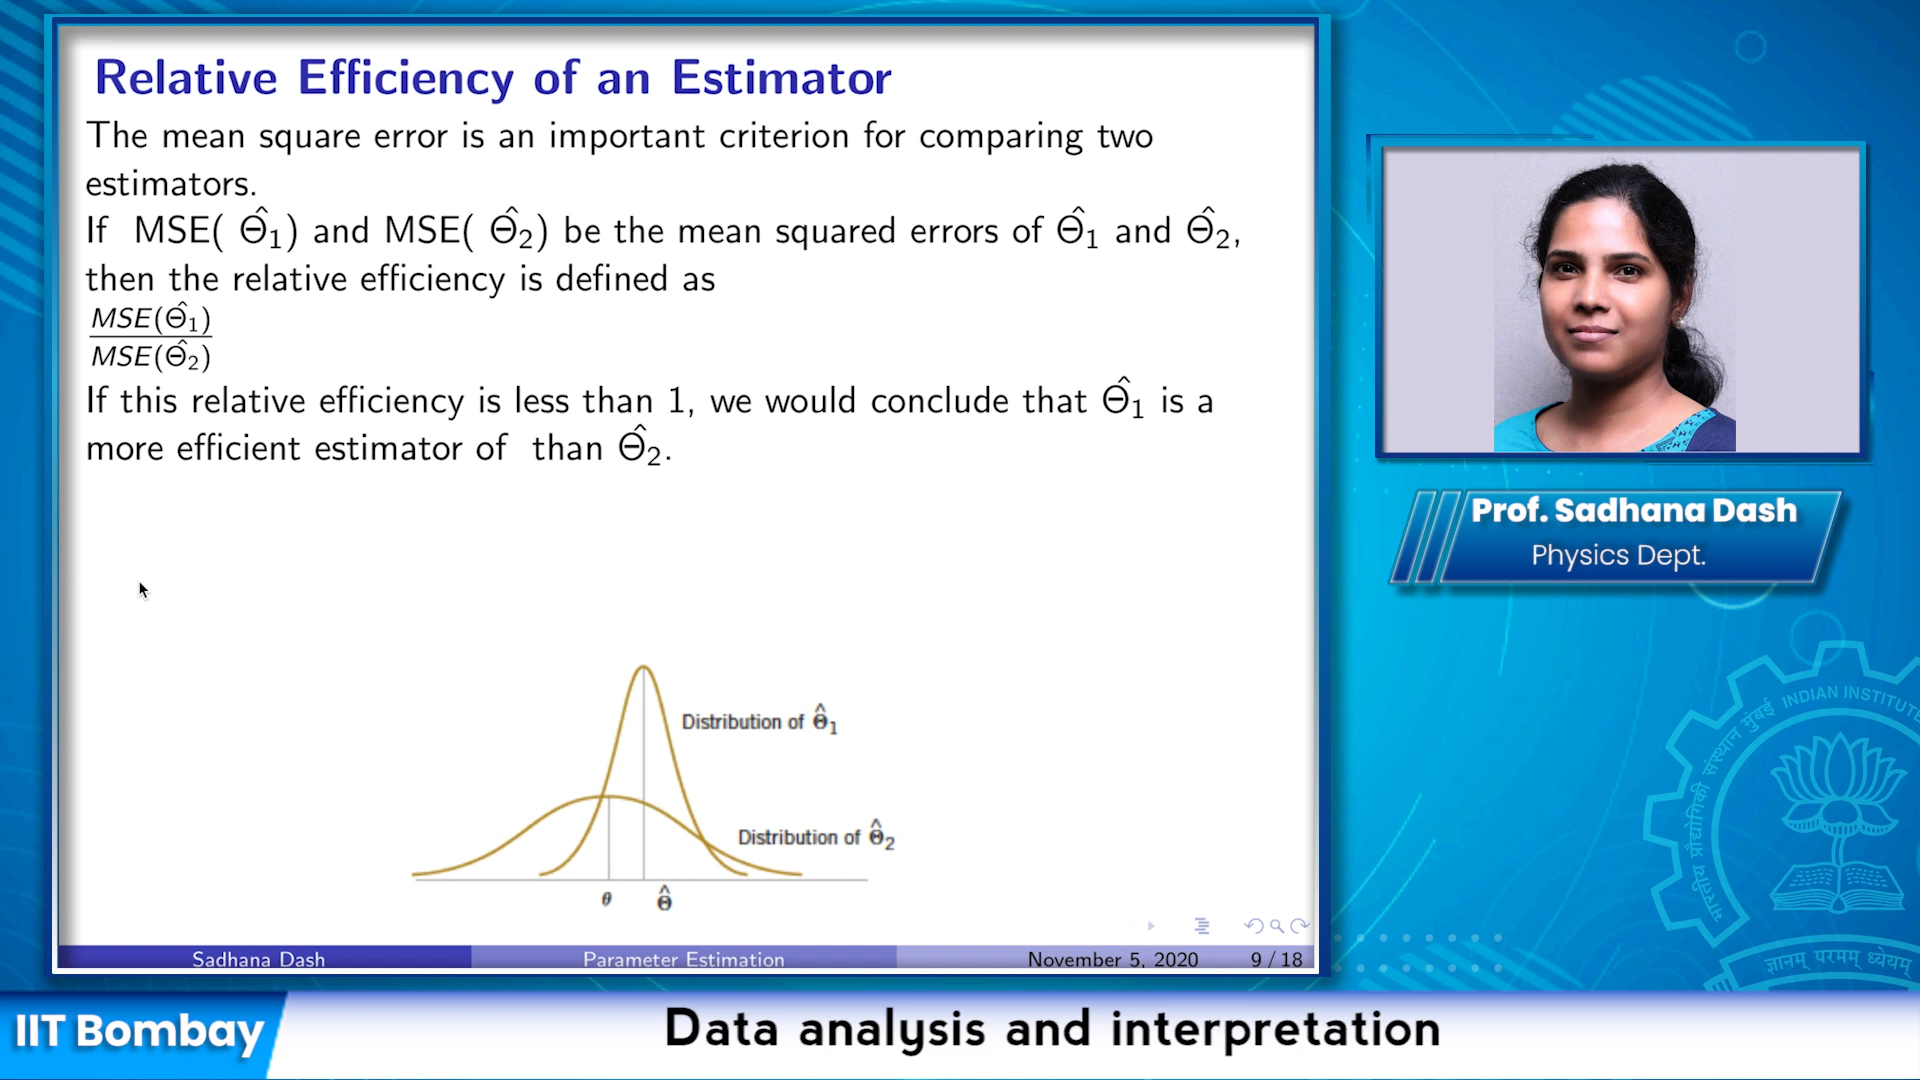 Relative Efficiency of an Estimator
The mean square error is an important criterion for comparing two
estimators.
If MSE( Θ̂₁) and MSE( Θ̂₂) be the mean squared errors of Θ̂₁ and Θ̂₂,
then the relative efficiency is defined as
MSE(Θ̂₁)
MSE(Θ̂₂)
If this relative efficiency is less than 1, we would conclude that Θ̂₁ is a
more efficient estimator of than Θ̂₂.
Distribution of Θ̂₁
Distribution of Θ̂₂
θ Θ̂
Sadhana Dash Parameter Estimation November 5, 2020 9 / 18
Prof. Sadhana Dash
Physics Dept.
INDIAN INSTITUTE
भारतीय प्रौद्योगिकी संस्थान मुंबई
ज्ञानम् परमम् ध्येयम्
IIT Bombay
Data analysis and interpretation